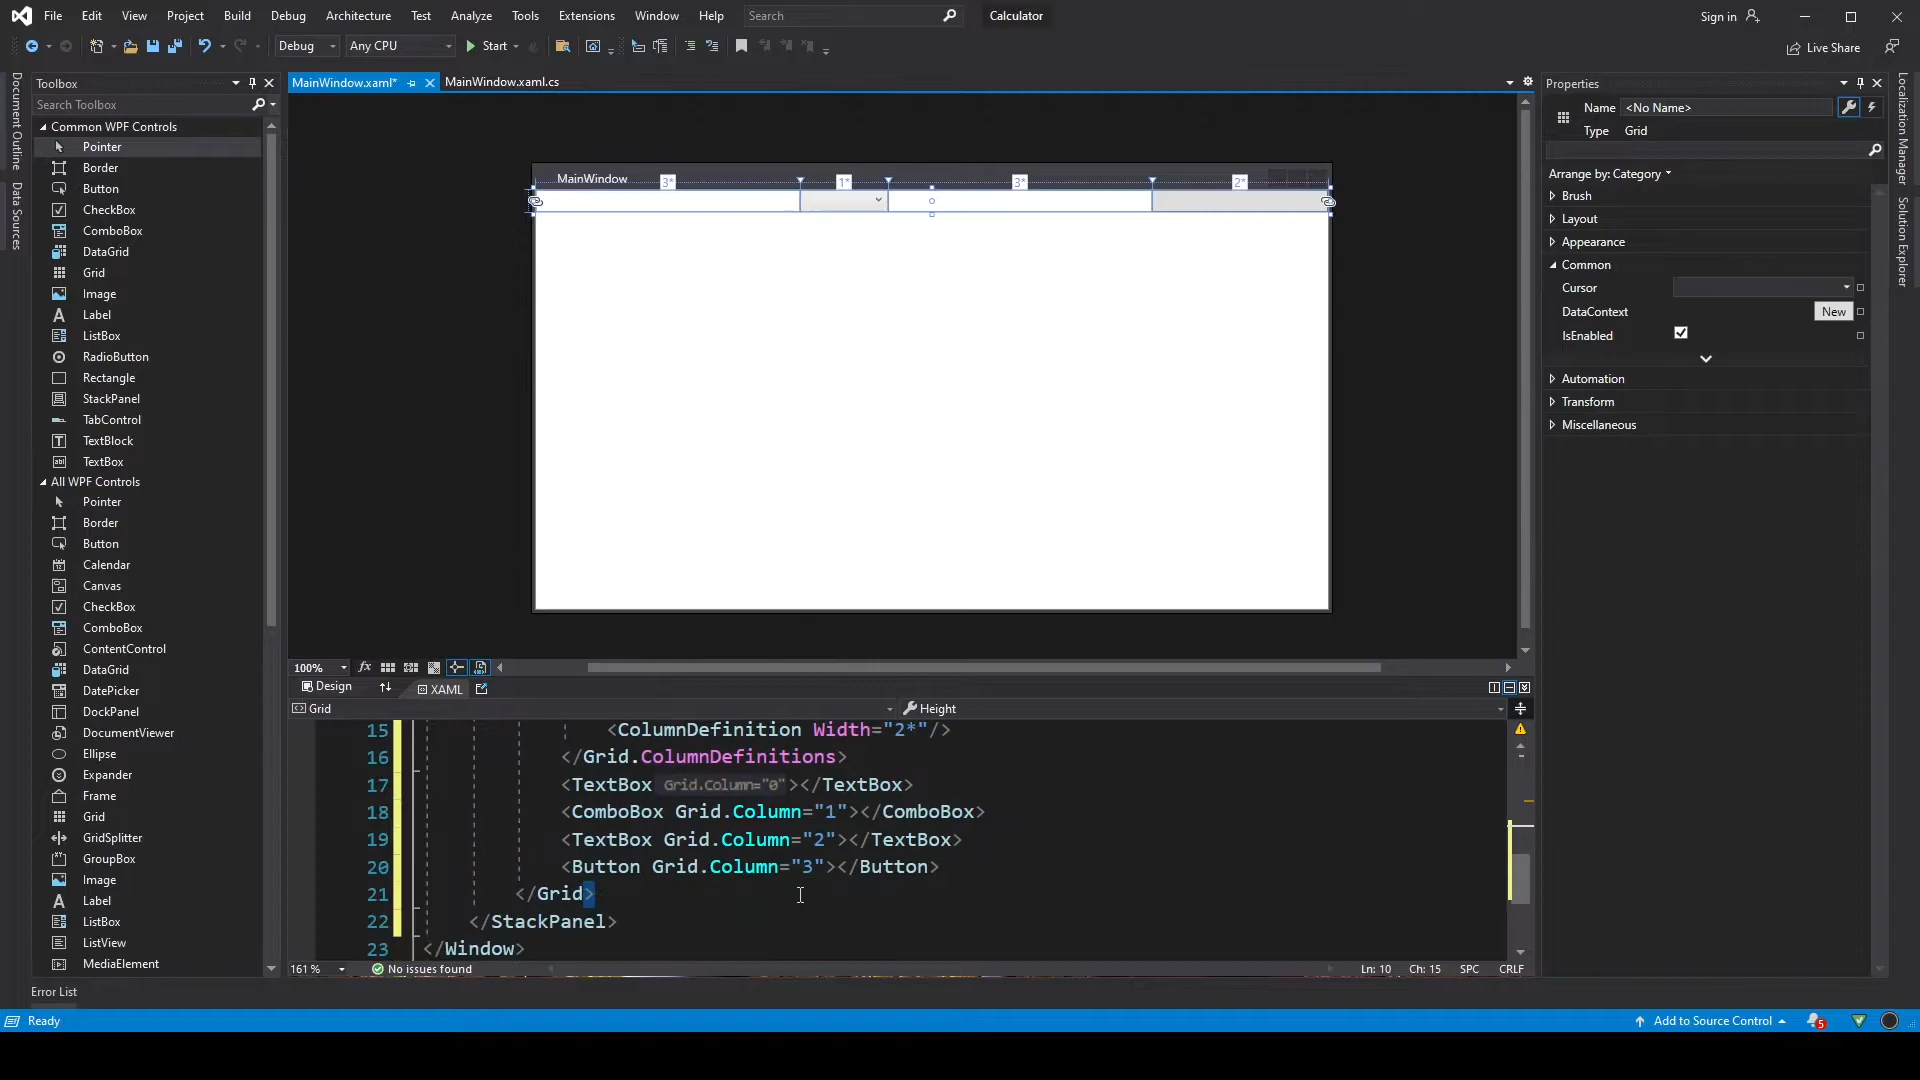 File Edit View Project Build Debug Architecture Test Analyze Tools Extensions Window Help Search Calculator Sign in
Debug Any CPU Start Live Share
Document Outline
Data Sources
Toolbox
Search Toolbox
Common WPF Controls
Pointer
Border
Button
CheckBox
ComboBox
DataGrid
Grid
Image
Label
ListBox
RadioButton
Rectangle
StackPanel
TabControl
TextBlock
TextBox
All WPF Controls
Pointer
Border
Button
Calendar
Canvas
CheckBox
ComboBox
ContentControl
DataGrid
DatePicker
DockPanel
DocumentViewer
Ellipse
Expander
Frame
Grid
GridSplitter
GroupBox
Image
Label
ListBox
ListView
MediaElement
MainWindow.xaml* MainWindow.xaml.cs
MainWindow 3* 1* 3* 2*
100% fx
Design XAML
Grid Height
15 <ColumnDefinition Width="2*"/>
16 </Grid.ColumnDefinitions>
17 <TextBox Grid.Column="0"></TextBox>
18 <ComboBox Grid.Column="1"></ComboBox>
19 <TextBox Grid.Column="2"></TextBox>
20 <Button Grid.Column="3"></Button>
21 </Grid>
22 </StackPanel>
23 </Window>
161 % No issues found Ln: 10 Ch: 15 SPC CRLF
Properties
Name <No Name>
Type Grid
Arrange by: Category
Brush
Layout
Appearance
Common
Cursor
DataContext New
IsEnabled
Automation
Transform
Miscellaneous
Localization Manager
Solution Explorer
Error List
Ready Add to Source Control 5